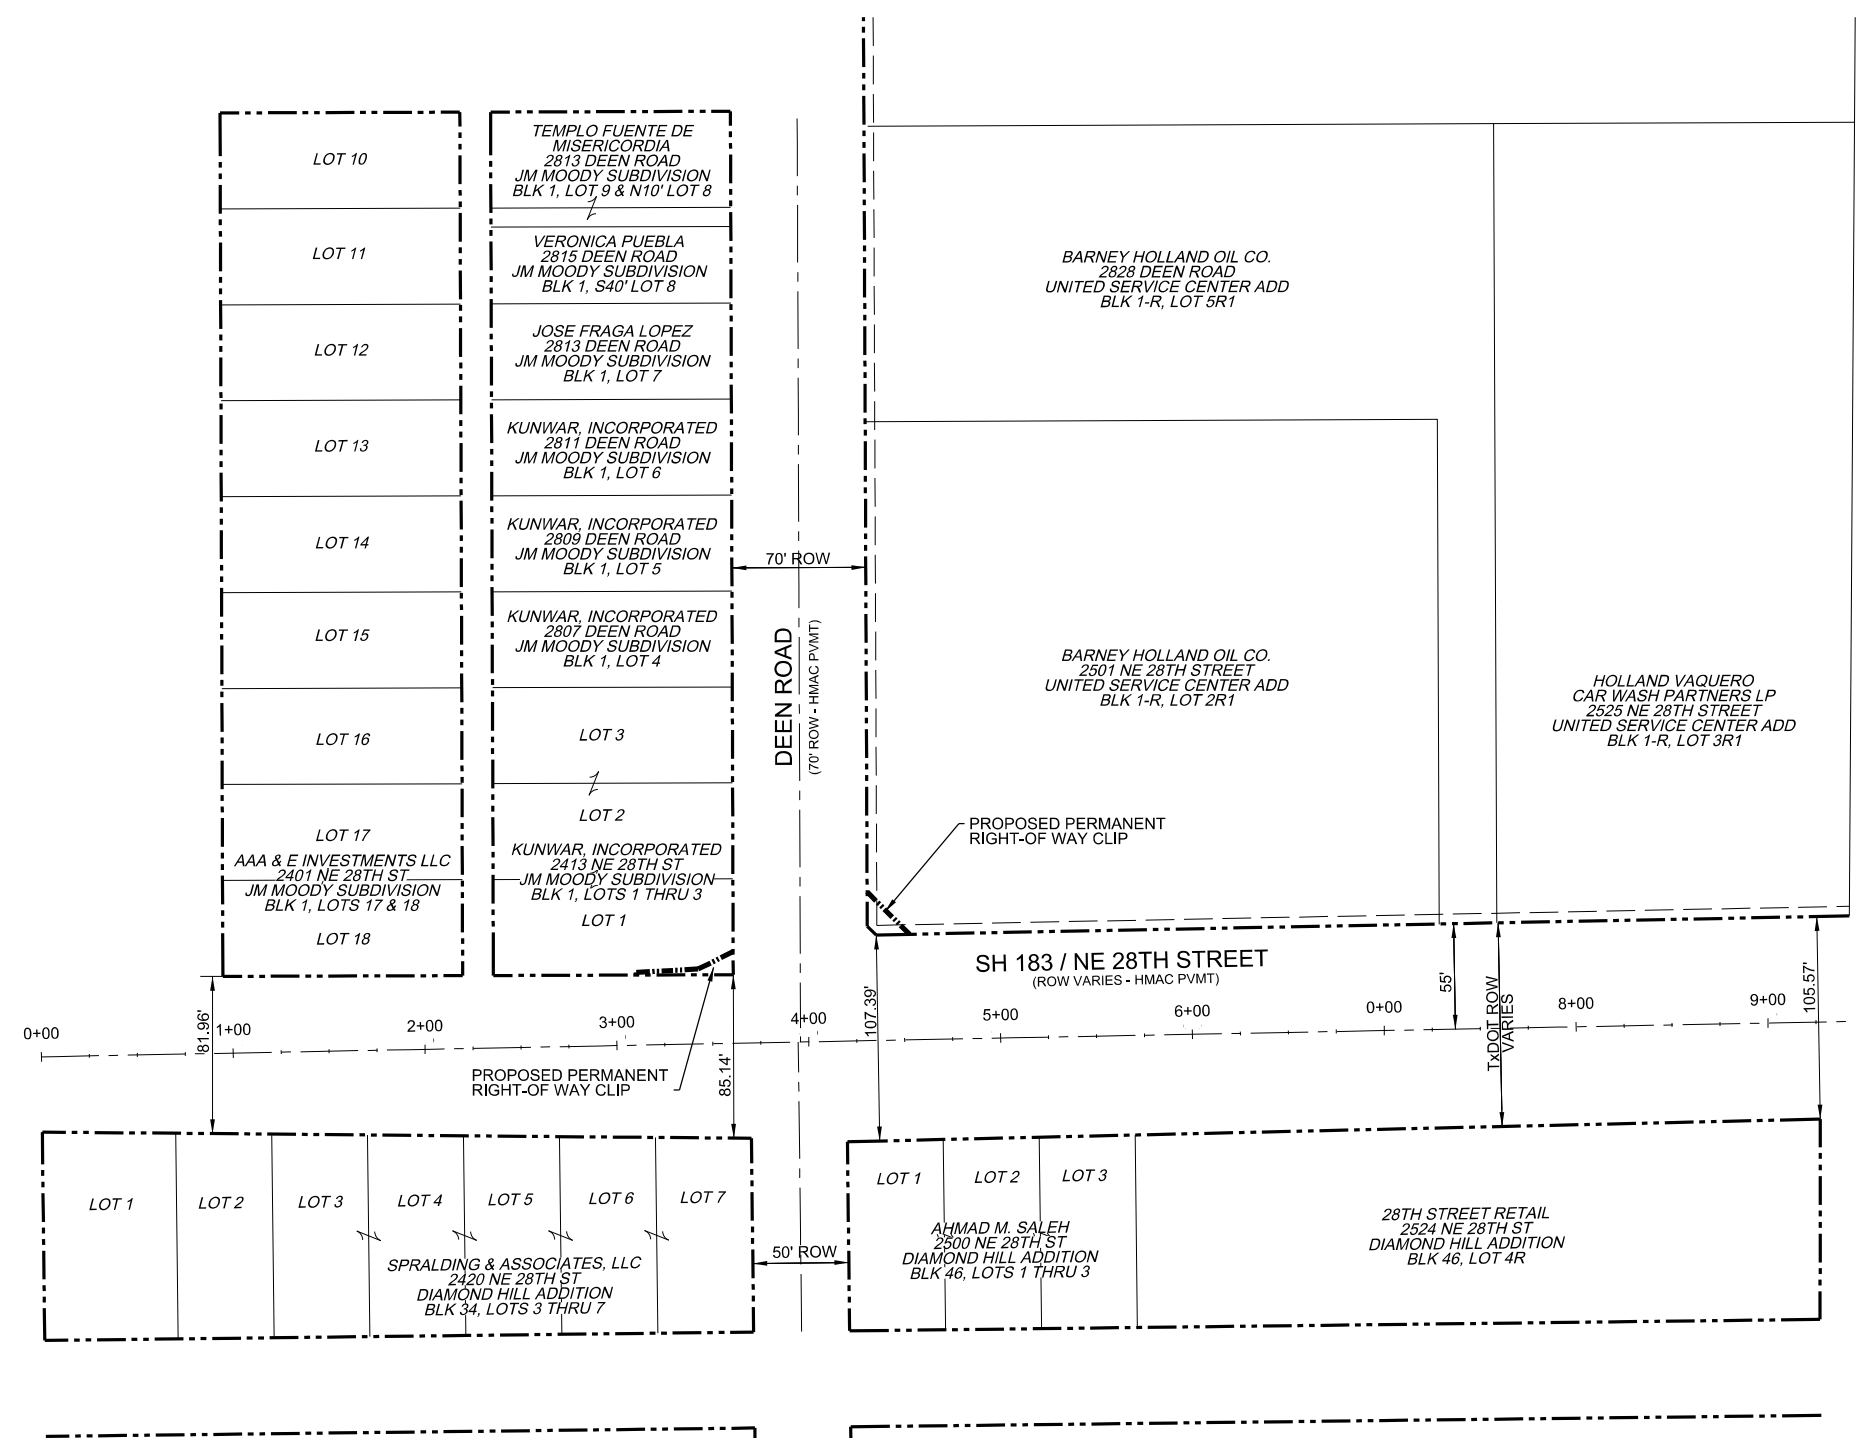 LOT 10
LOT 11
LOT 12
LOT 13
LOT 14
LOT 15
LOT 16
LOT 17
AAA & E INVESTMENTS LLC
2401 NE 28TH ST
JM MOODY SUBDIVISION
BLK 1, LOTS 17 & 18
LOT 18
TEMPLO FUENTE DE
MISERICORDIA
2813 DEEN ROAD
JM MOODY SUBDIVISION
BLK 1, LOT 9 & N10' LOT 8
VERONICA PUEBLA
2815 DEEN ROAD
JM MOODY SUBDIVISION
BLK 1, S40' LOT 8
JOSE FRAGA LOPEZ
2813 DEEN ROAD
JM MOODY SUBDIVISION
BLK 1, LOT 7
KUNWAR, INCORPORATED
2811 DEEN ROAD
JM MOODY SUBDIVISION
BLK 1, LOT 6
KUNWAR, INCORPORATED
2809 DEEN ROAD
JM MOODY SUBDIVISION
BLK 1, LOT 5
KUNWAR, INCORPORATED
2807 DEEN ROAD
JM MOODY SUBDIVISION
BLK 1, LOT 4
LOT 3
LOT 2
KUNWAR, INCORPORATED
2413 NE 28TH ST
JM MOODY SUBDIVISION
BLK 1, LOTS 1 THRU 3
LOT 1
70' ROW
DEEN ROAD
(70' ROW - HMAC PVMT)
BARNEY HOLLAND OIL CO.
2828 DEEN ROAD
UNITED SERVICE CENTER ADD
BLK 1-R, LOT 5R1
BARNEY HOLLAND OIL CO.
2501 NE 28TH STREET
UNITED SERVICE CENTER ADD
BLK 1-R, LOT 2R1
HOLLAND VAQUERO
CAR WASH PARTNERS LP
2525 NE 28TH STREET
UNITED SERVICE CENTER ADD
BLK 1-R, LOT 3R1
PROPOSED PERMANENT
RIGHT-OF WAY CLIP
SH 183 / NE 28TH STREET
(ROW VARIES - HMAC PVMT)
0+00
81.96'
1+00
2+00
3+00
4+00
107.39'
5+00
6+00
0+00
55'
TxDOT ROW
VARIES
8+00
9+00
105.57'
PROPOSED PERMANENT
RIGHT-OF WAY CLIP
85.14'
LOT 1
LOT 2
LOT 3
LOT 4
LOT 5
LOT 6
LOT 7
SPRALDING & ASSOCIATES, LLC
2420 NE 28TH ST
DIAMOND HILL ADDITION
BLK 34, LOTS 3 THRU 7
50' ROW
LOT 1
LOT 2
LOT 3
AHMAD M. SALEH
2500 NE 28TH ST
DIAMOND HILL ADDITION
BLK 46, LOTS 1 THRU 3
28TH STREET RETAIL
2524 NE 28TH ST
DIAMOND HILL ADDITION
BLK 46, LOT 4R